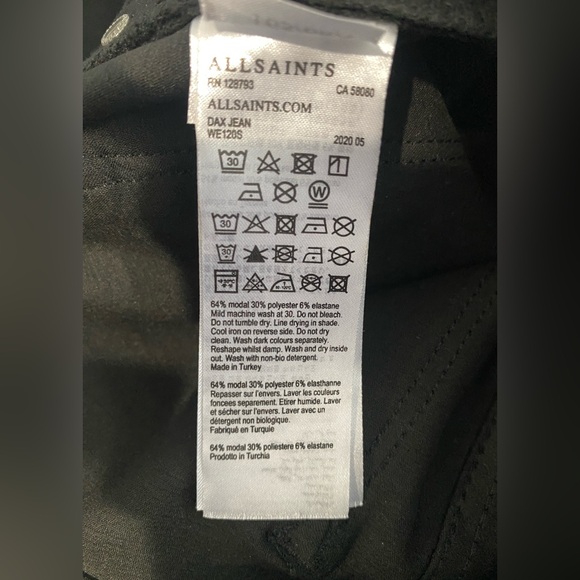 ALLSAINTS
RN 128793 CA 58080
ALLSAINTS.COM
DAX JEAN
WE120S 2020 05
30
W
30
30
64% modal 30% polyester 6% elastane
Mild machine wash at 30. Do not bleach.
Do not tumble dry. Line drying in shade.
Cool iron on reverse side. Do not dry
clean. Wash dark colours separately.
Reshape whilst damp. Wash and dry inside
out. Wash with non-bio detergent.
Made in Turkey
64% modal 30% polyester 6% elasthanne
Repasser sur l'envers. Laver les couleurs
foncees separement. Etirer humide. Laver
et sécher sur l'envers. Laver avec un
détergent non biologique.
Fabriqué en Turquie
64% modal 30% poliestere 6% elastane
Prodotto in Turchia